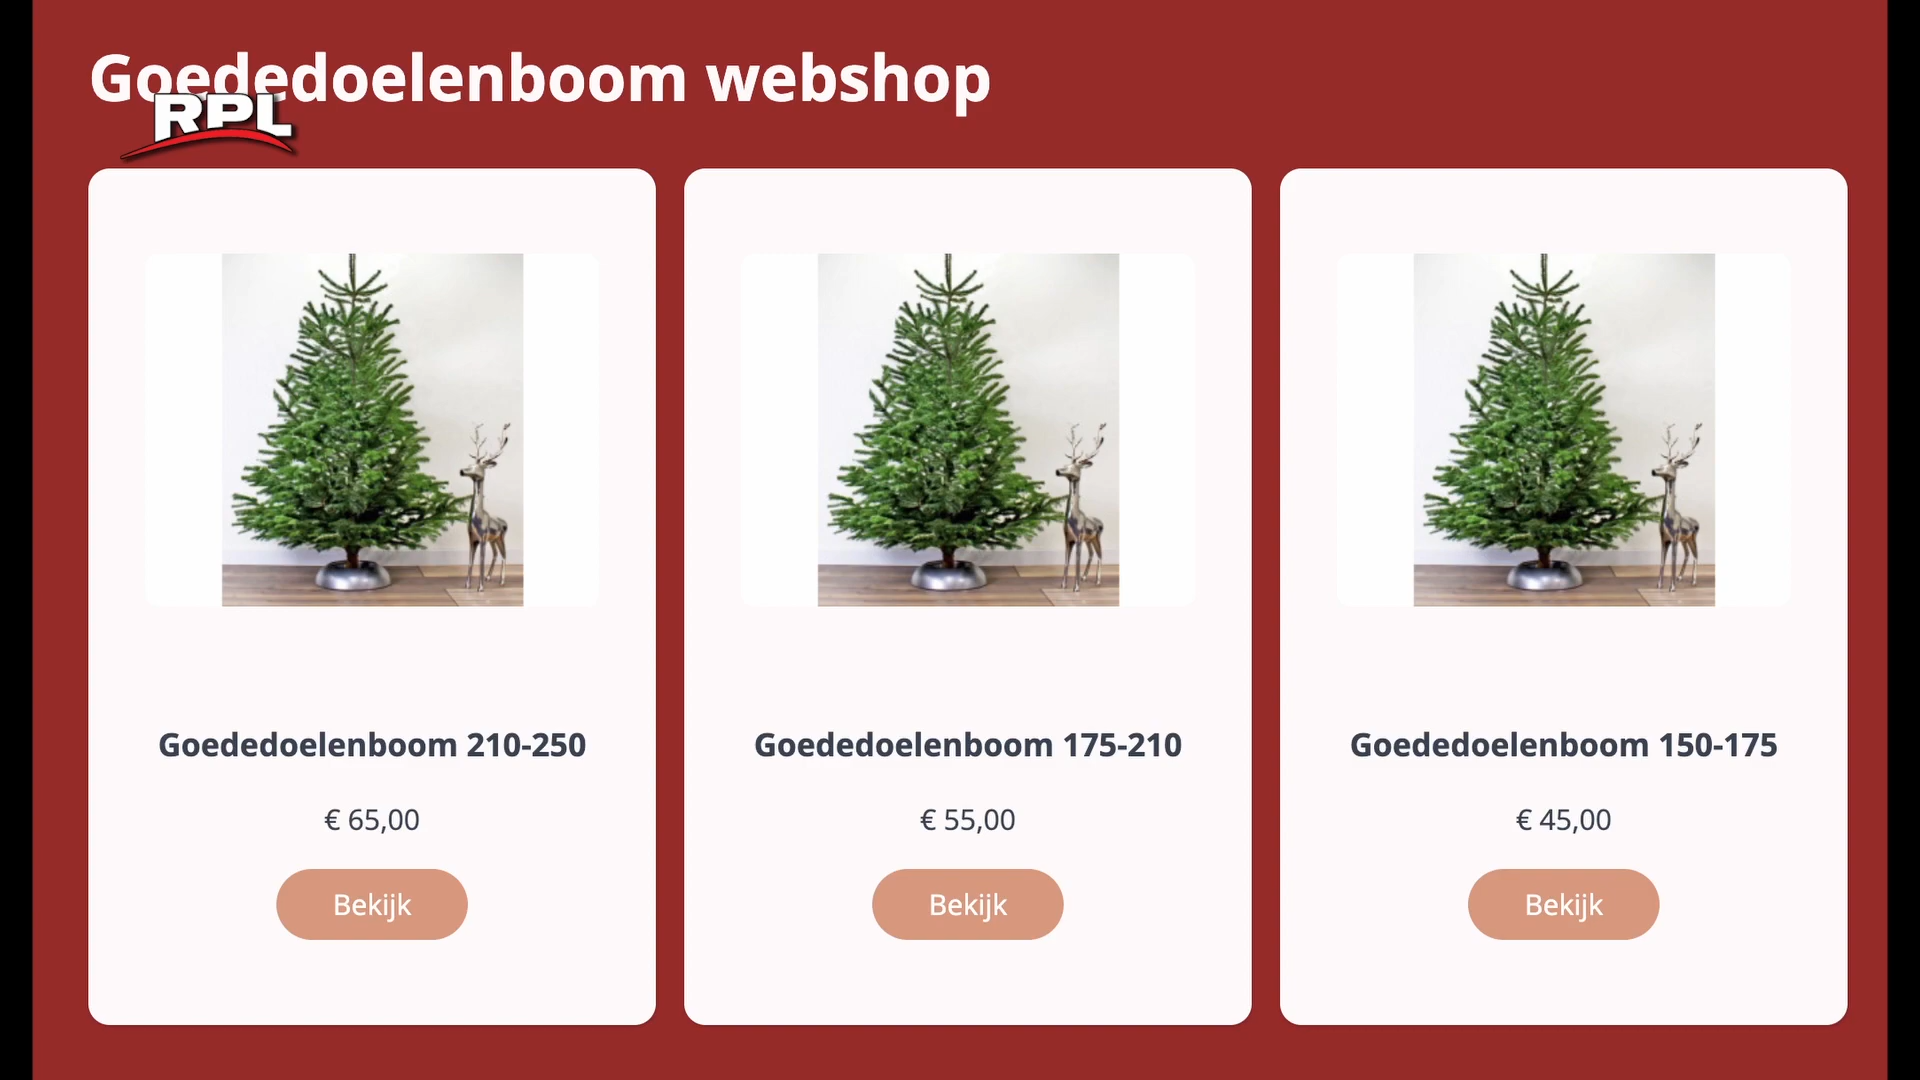 Goededoelenboom webshop
RPL
Goededoelenboom 210-250
€ 65,00
Bekijk
Goededoelenboom 175-210
€ 55,00
Bekijk
Goededoelenboom 150-175
€ 45,00
Bekijk